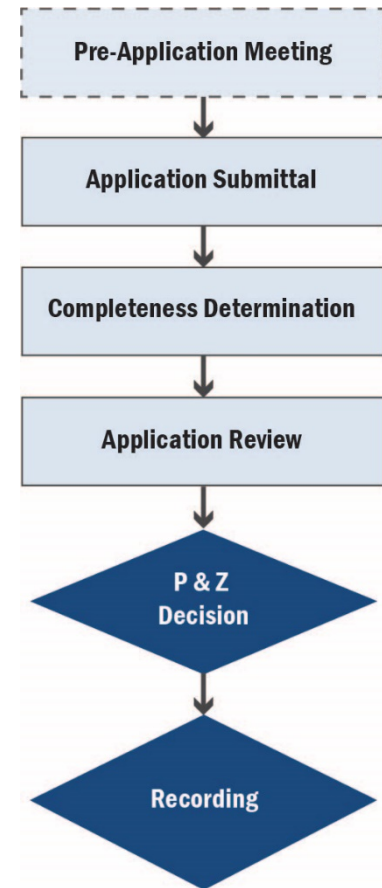 Pre-Application Meeting
Application Submittal
Completeness Determination
Application Review
P & Z
Decision
Recording